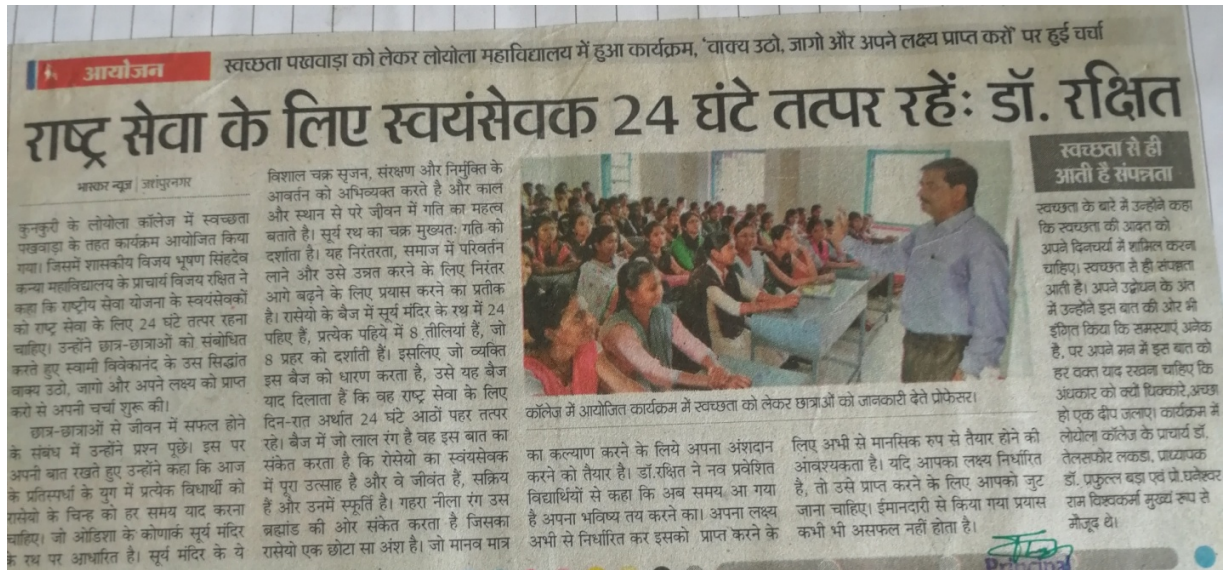 आयोजन
स्वच्छता पखवाड़ा को लेकर लोयोला महाविद्यालय में हुआ कार्यक्रम, 'वाक्य उठो, जागो और अपने लक्ष्य प्राप्त करों' पर हुई चर्चा
राष्ट्र सेवा के लिए स्वयंसेवक 24 घंटे तत्पर रहेंः डॉ. रक्षित
भास्कर न्यूज | जशपुरनगर
कुनकुरी के लोयोला कॉलेज में स्वच्छता
पखवाड़ा के तहत कार्यक्रम आयोजित किया
गया। जिसमें शासकीय विजय भूषण सिंहदेव
कन्या महाविद्यालय के प्राचार्य विजय रक्षित ने
कहा कि राष्ट्रीय सेवा योजना के स्वयंसेवकों
को राष्ट्र सेवा के लिए 24 घंटे तत्पर रहना
चाहिए। उन्होंने छात्र-छात्राओं को संबोधित
करते हुए स्वामी विवेकानंद के उस सिद्धांत
वाक्य उठो, जागो और अपने लक्ष्य को प्राप्त
करो से अपनी चर्चा शुरू की।
छात्र-छात्राओं से जीवन में सफल होने
के संबंध में उन्होंने प्रश्न पूछे। इस पर
अपनी बात रखते हुए उन्होंने कहा कि आज
के प्रतिस्पर्धा के युग में प्रत्येक विद्यार्थी को
रासेयो के चिन्ह को हर समय याद करना
चाहिए। जो ओडिशा के कोणार्क सूर्य मंदिर
के रथ पर आधारित है। सूर्य मंदिर के ये
विशाल चक्र सृजन, संरक्षण और निर्मुक्ति के
आवर्तन को अभिव्यक्त करते है और काल
और स्थान से परे जीवन में गति का महत्व
बताते है। सूर्य रथ का चक्र मुख्यतः गति को
दर्शाता है। यह निरंतरता, समाज में परिवर्तन
लाने और उसे उन्नत करने के लिए निरंतर
आगे बढ़ने के लिए प्रयास करने का प्रतीक
है। रासेयो के बैज में सूर्य मंदिर के रथ में 24
पहिए हैं, प्रत्येक पहिये में 8 तीलियां हैं, जो
8 प्रहर को दर्शाती हैं। इसलिए जो व्यक्ति
इस बैज को धारण करता है, उसे यह बैज
याद दिलाता है कि वह राष्ट्र सेवा के लिए
दिन-रात अर्थात 24 घंटे आठों पहर तत्पर
रहे। बैज में जो लाल रंग है वह इस बात का
संकेत करता है कि रोसेयो का स्वंयसेवक
में पूरा उत्साह है और वे जीवंत हैं, सक्रिय
हैं और उनमें स्फूर्ति है। गहरा नीला रंग उस
ब्रह्मांड की ओर संकेत करता है जिसका
रासेयो एक छोटा सा अंश है। जो मानव मात्र
कॉलेज में आयोजित कार्यक्रम में स्वच्छता को लेकर छात्राओं को जानकारी देते प्रोफेसर।
का कल्याण करने के लिये अपना अंशदान
करने को तैयार है। डॉ.रक्षित ने नव प्रवेशित
विद्यार्थियों से कहा कि अब समय आ गया
है अपना भविष्य तय करने का। अपना लक्ष्य
अभी से निर्धारित कर इसको प्राप्त करने के
लिए अभी से मानसिक रुप से तैयार होने की
आवश्यकता है। यदि आपका लक्ष्य निर्धारित
है, तो उसे प्राप्त करने के लिए आपको जुट
जाना चाहिए। ईमानदारी से किया गया प्रयास
कभी भी असफल नहीं होता है।
स्वच्छता से ही
आती है संपन्नता
स्वच्छता के बारे में उन्होंने कहा
कि स्वच्छता की आदत को
अपने दिनचर्या में शामिल करना
चाहिए। स्वच्छता से ही संपन्नता
आती है। अपने उद्बोधन के अंत
में उन्होंने इस बात की ओर भी
इंगित किया कि समस्याएं अनेक
है, पर अपने मन में इस बात को
हर वक्त याद रखना चाहिए कि
अंधकार को क्यों धिक्कारे,अच्छा
हो एक दीप जलाए। कार्यक्रम में
लोयोला कॉलेज के प्राचार्य डॉ.
तेलेसफोर लकडा, प्राध्यापक
डॉ. प्रफुल्ल बड़ा एवं प्रो.घनेश्वर
राम विश्वकर्मा मुख्य रूप से
मौजूद थे।
Principal